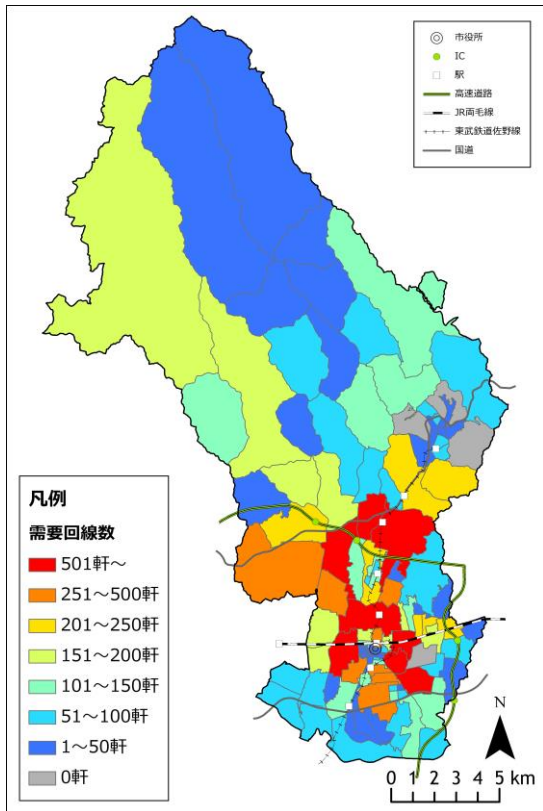 市役所
IC
駅
高速道路
JR両毛線
東武鉄道佐野線
国道
凡例
需要回線数
501軒～
251～500軒
201～250軒
151～200軒
101～150軒
51～100軒
1～50軒
0軒
N
0 1 2 3 4 5 km